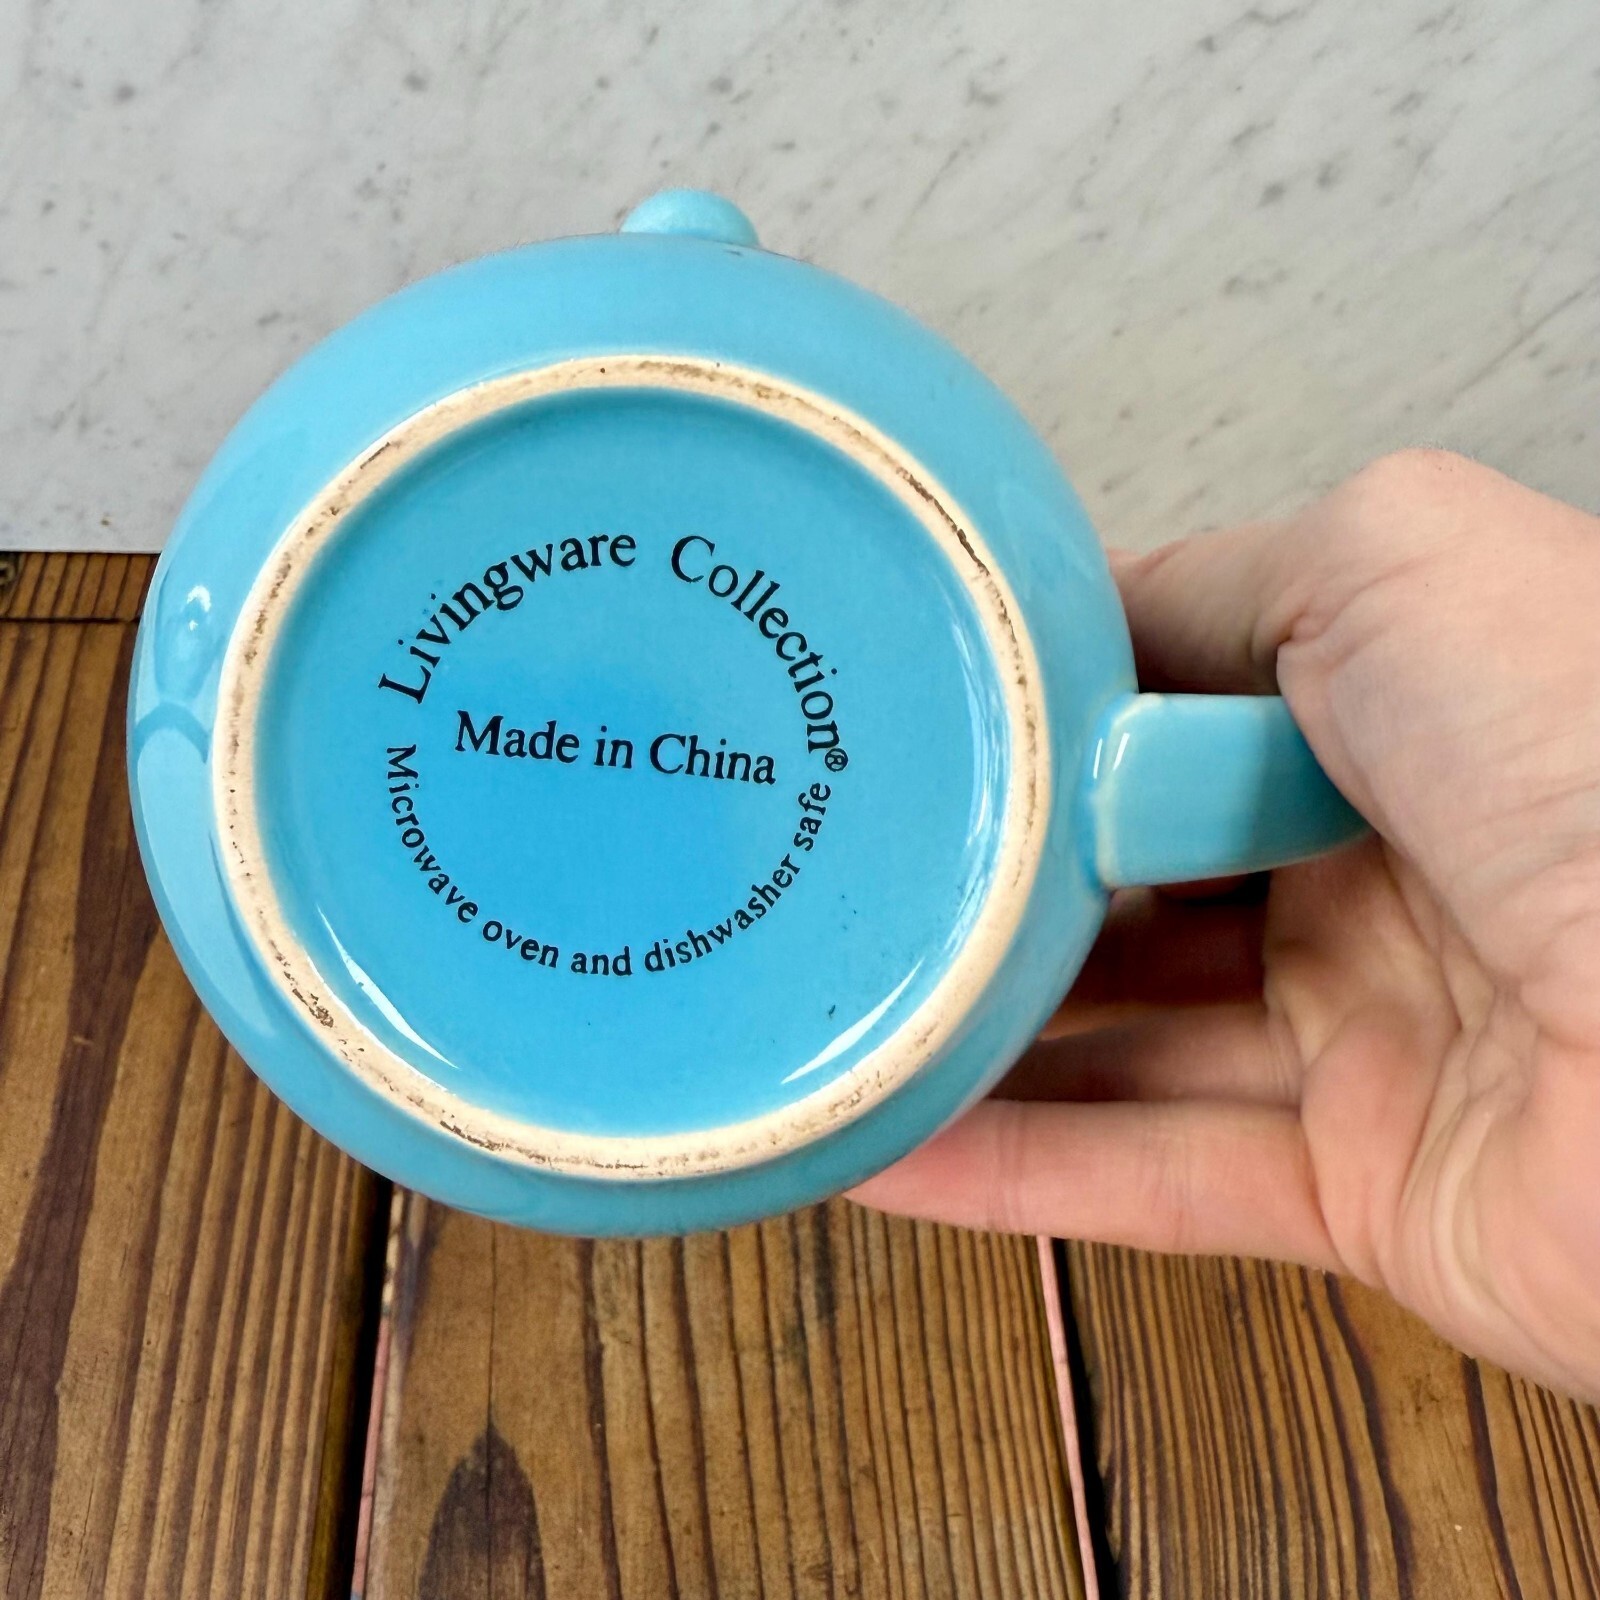 Livingware Collection®
Made in China
Microwave oven and dishwasher safe